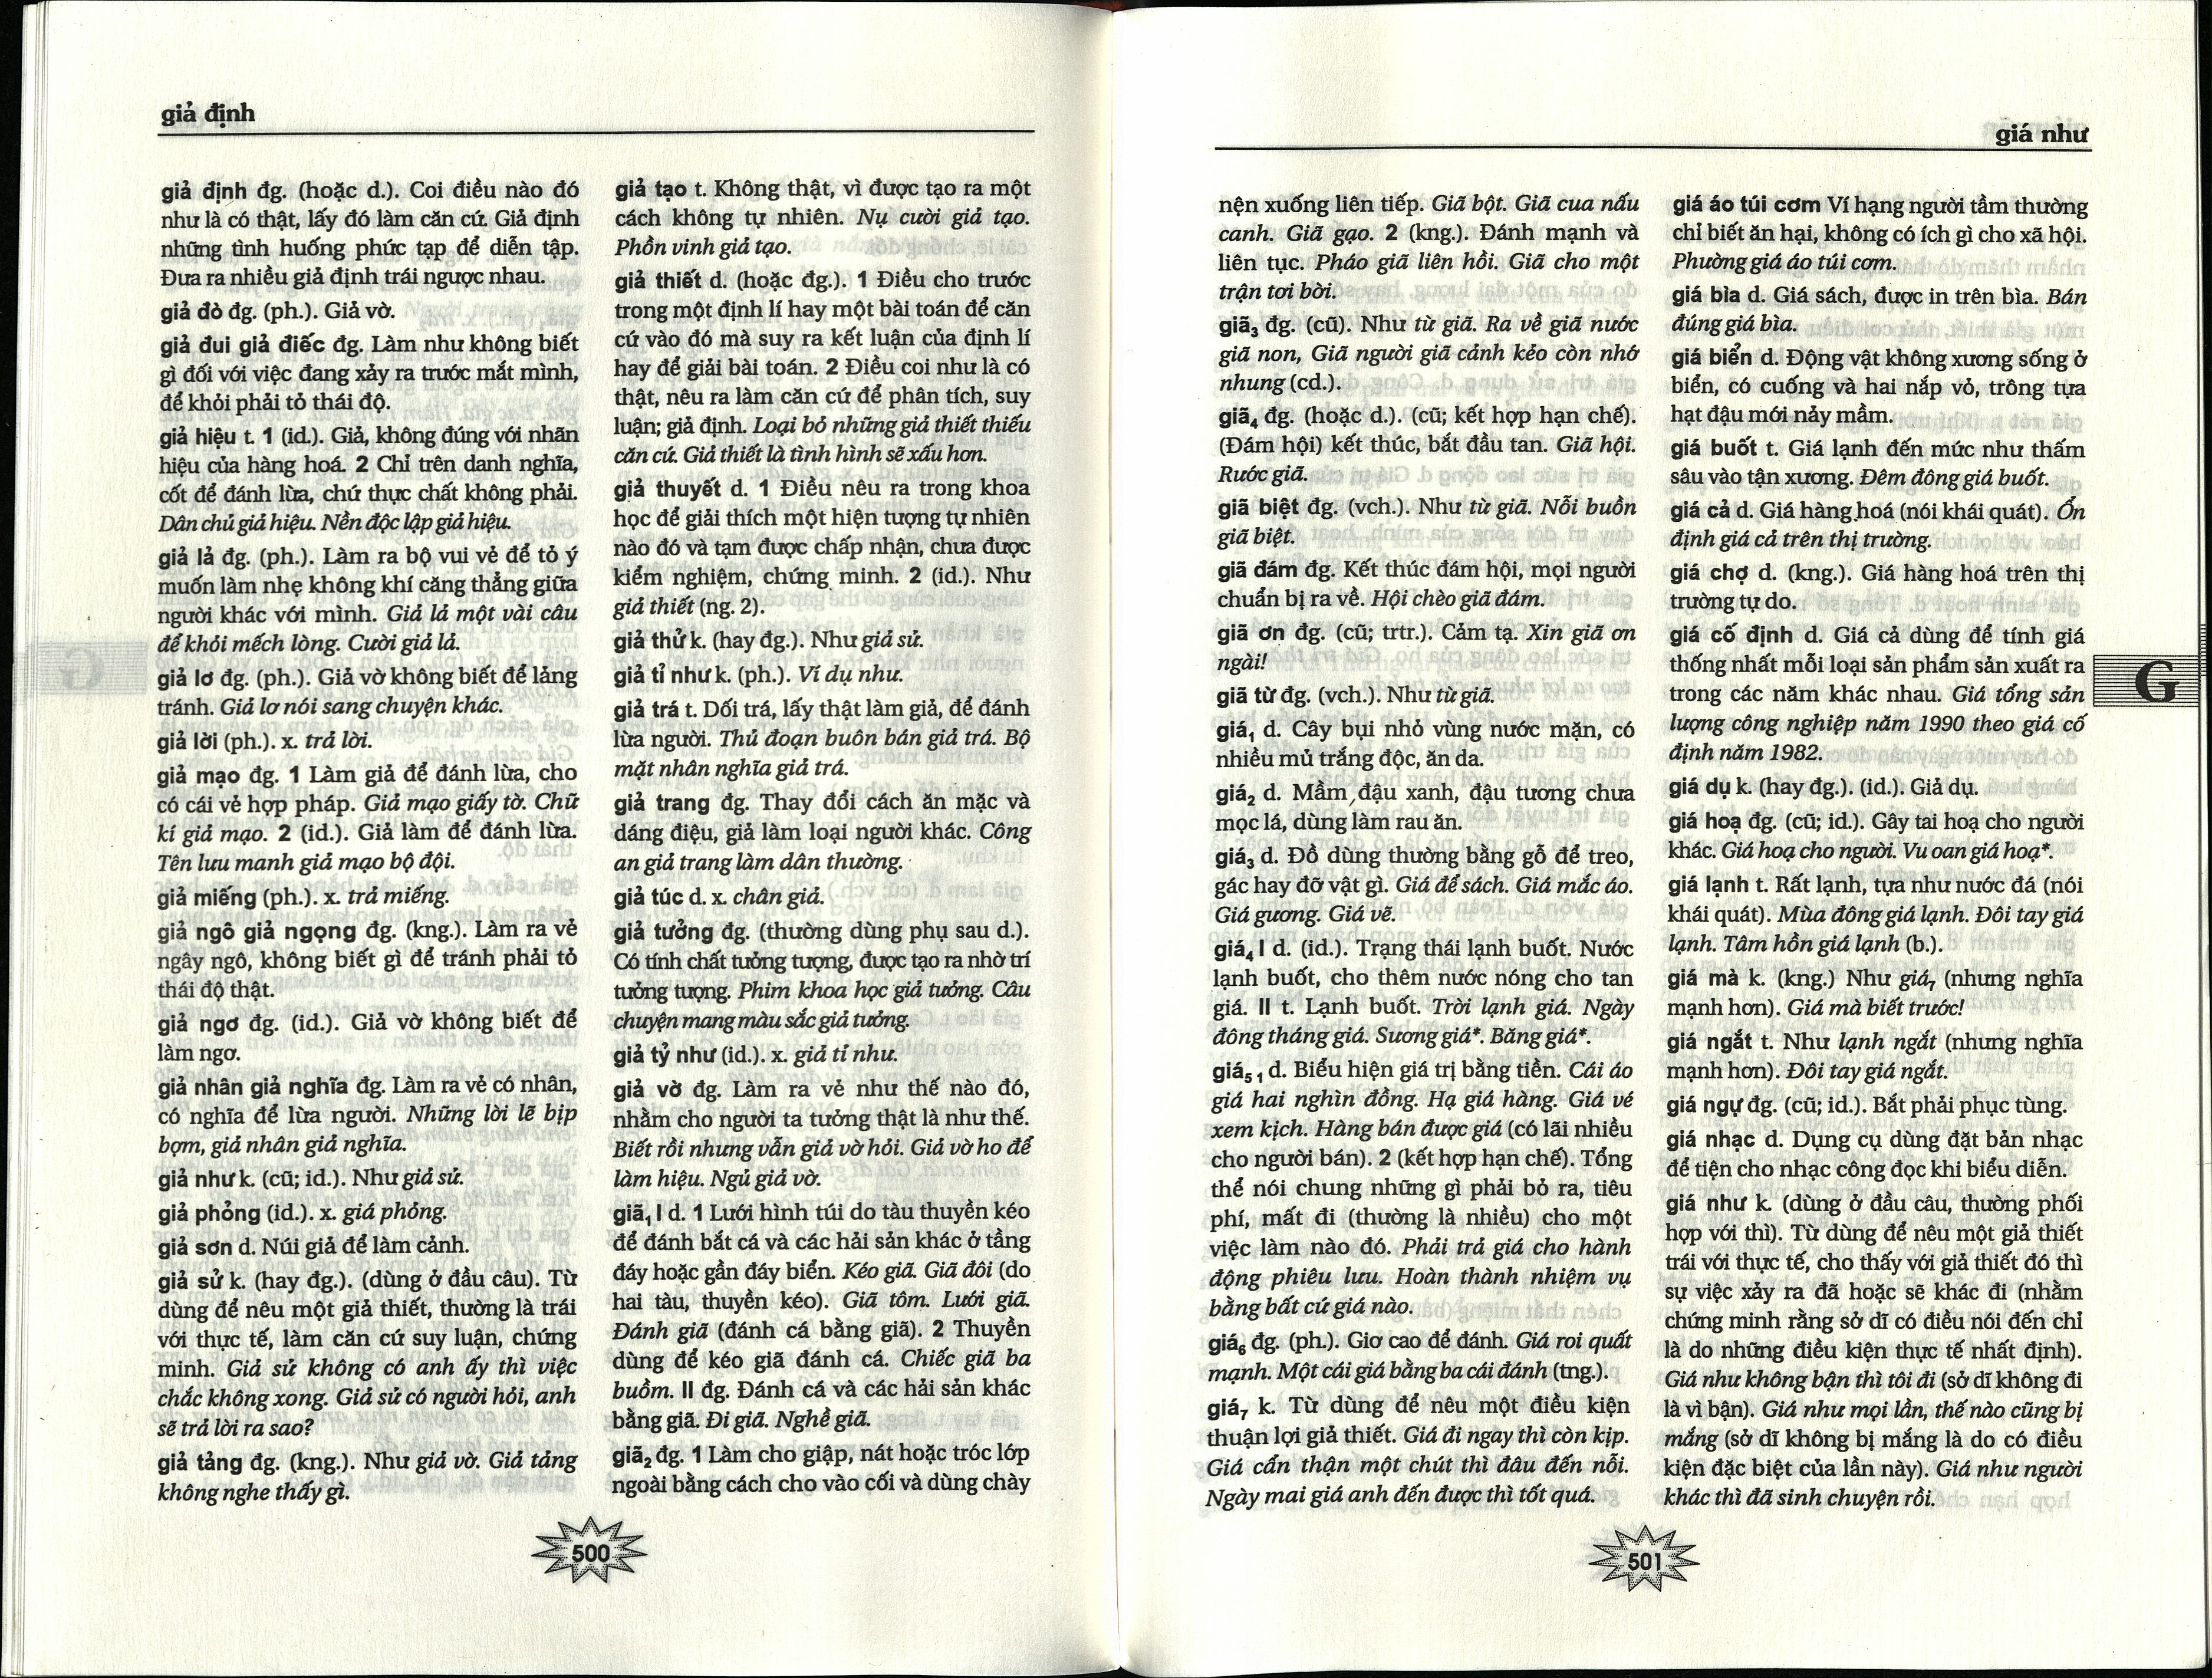 giả định
giả định đg. (hoặc d.). Coi điều nào đó
như là có thật, lấy đó làm căn cứ. Giả định
những tình huống phức tạp để diễn tập.
Đưa ra nhiều giả định trái ngược nhau.
giả đò đg. (ph.). Giả vờ.
giả đui giả điếc đg. Làm như không biết
gì đối với việc đang xảy ra trước mắt mình,
để khỏi phải tỏ thái độ.
giả hiệu t. 1 (id.). Giả, không đúng với nhãn
hiệu của hàng hoá. 2 Chỉ trên danh nghĩa,
cốt để đánh lừa, chứ thực chất không phải.
Dân chủ giả hiệu. Nền độc lập giả hiệu.
giả lả đg. (ph.). Làm ra bộ vui vẻ để tỏ ý
muốn làm nhẹ không khí căng thẳng giữa
người khác với mình. Giả lả một vài câu
để khỏi mếch lòng. Cười giả lả.
giả lơ đg. (ph.). Giả vờ không biết để lảng
tránh. Giả lơ nói sang chuyện khác.
giả lời (ph.). x. trả lời.
giả mạo đg. 1 Làm giả để đánh lừa, cho
có cái vẻ hợp pháp. Giả mạo giấy tờ. Chữ
kí giả mạo. 2 (id.). Giả làm để đánh lừa.
Tên lưu manh giả mạo bộ đội.
giả miếng (ph.). x. trả miếng.
giả ngô giả ngọng đg. (kng.). Làm ra vẻ
ngây ngô, không biết gì để tránh phải tỏ
thái độ thật.
giả ngơ đg. (id.). Giả vờ không biết để
làm ngơ.
giả nhân giả nghĩa đg. Làm ra vẻ có nhân,
có nghĩa để lừa người. Những lời lẽ bịp
bợm, giả nhân giả nghĩa.
giả như k. (cũ; id.). Như giả sử.
giả phỏng (id.). x. giả phỏng.
giả sơn d. Núi giả để làm cảnh.
giả sử k. (hay đg.). (dùng ở đầu câu). Từ
dùng để nêu một giả thiết, thường là trái
với thực tế, làm căn cứ suy luận, chứng
minh. Giả sử không có anh ấy thì việc
chắc không xong. Giả sử có người hỏi, anh
sẽ trả lời ra sao?
giả tảng đg. (kng.). Như giả vờ. Giả tảng
không nghe thấy gì.
giả tạo t. Không thật, vì được tạo ra một
cách không tự nhiên. Nụ cười giả tạo.
Phồn vinh giả tạo.
giả thiết d. (hoặc đg.). 1 Điều cho trước
trong một định lí hay một bài toán để căn
cứ vào đó mà suy ra kết luận của định lí
hay để giải bài toán. 2 Điều coi như là có
thật, nêu ra làm căn cứ để phân tích, suy
luận; giả định. Loại bỏ những giả thiết thiếu
căn cứ. Giả thiết là tình hình sẽ xấu hơn.
giả thuyết d. 1 Điều nêu ra trong khoa
học để giải thích một hiện tượng tự nhiên
nào đó và tạm được chấp nhận, chưa được
kiểm nghiệm, chứng minh. 2 (id.). Như
giả thiết (ng. 2).
giả thử k. (hay đg.). Như giả sử.
giả tỉ như k. (ph.). Ví dụ như.
giả trá t. Dối trá, lấy thật làm giả, để đánh
lừa người. Thủ đoạn buôn bán giả trá. Bộ
mặt nhân nghĩa giả trá.
giả trang đg. Thay đổi cách ăn mặc và
dáng điệu, giả làm loại người khác. Công
an giả trang làm dân thường.
giả túc d. x. chân giả.
giả tưởng đg. (thường dùng phụ sau d.).
Có tính chất tưởng tượng, được tạo ra nhờ trí
tưởng tượng. Phim khoa học giả tưởng. Câu
chuyện mang màu sắc giả tưởng.
giả tỷ như (id.). x. giả tỉ như.
giả vờ đg. Làm ra vẻ như thế nào đó,
nhằm cho người ta tưởng thật là như thế.
Biết rồi nhưng vẫn giả vờ hỏi. Giả vờ ho để
làm hiệu. Ngủ giả vờ.
giã₁ I d. 1 Lưới hình túi do tàu thuyền kéo
để đánh bắt cá và các hải sản khác ở tầng
đáy hoặc gần đáy biển. Kéo giã. Giã đôi (do
hai tàu, thuyền kéo). Giã tôm. Lưới giã.
Đánh giã (đánh cá bằng giã). 2 Thuyền
dùng để kéo giã đánh cá. Chiếc giã ba
buồm. II đg. Đánh cá và các hải sản khác
bằng giã. Đi giã. Nghề giã.
giã₂ đg. 1 Làm cho giập, nát hoặc tróc lớp
ngoài bằng cách cho vào cối và dùng chày
500
giá như
nện xuống liên tiếp. Giã bột. Giã cua nấu
canh. Giã gạo. 2 (kng.). Đánh mạnh và
liên tục. Pháo giã liên hồi. Giã cho một
trận tơi bời.
giã₃ đg. (cũ). Như từ giã. Ra về giã nước
giã non, Giã người giã cảnh kẻo còn nhớ
nhung (cd.).
giã₄ đg. (hoặc d.). (cũ; kết hợp hạn chế).
(Đám hội) kết thúc, bắt đầu tan. Giã hội.
Rước giã.
giã biệt đg. (vch.). Như từ giã. Nỗi buồn
giã biệt.
giã đám đg. Kết thúc đám hội, mọi người
chuẩn bị ra về. Hội chèo giã đám.
giã ơn đg. (cũ; trtr.). Cảm tạ. Xin giã ơn
ngài!
giã từ đg. (vch.). Như từ giã.
giá₁ d. Cây bụi nhỏ vùng nước mặn, có
nhiều mủ trắng độc, ăn da.
giá₂ d. Mầm đậu xanh, đậu tương chưa
mọc lá, dùng làm rau ăn.
giá₃ d. Đồ dùng thường bằng gỗ để treo,
gác hay đỡ vật gì. Giá để sách. Giá mắc áo.
Giá gương. Giá vẽ.
giá₄ I d. (id.). Trạng thái lạnh buốt. Nước
lạnh buốt, cho thêm nước nóng cho tan
giá. II t. Lạnh buốt. Trời lạnh giá. Ngày
đông tháng giá. Sương giá*. Băng giá*.
giá₅ 1 d. Biểu hiện giá trị bằng tiền. Cái áo
giá hai nghìn đồng. Hạ giá hàng. Giá vé
xem kịch. Hàng bán được giá (có lãi nhiều
cho người bán). 2 (kết hợp hạn chế). Tổng
thể nói chung những gì phải bỏ ra, tiêu
phí, mất đi (thường là nhiều) cho một
việc làm nào đó. Phải trả giá cho hành
động phiêu lưu. Hoàn thành nhiệm vụ
bằng bất cứ giá nào.
giá₆ đg. (ph.). Giơ cao để đánh. Giá roi quất
mạnh. Một cái giá bằng ba cái đánh (tng.).
giá₇ k. Từ dùng để nêu một điều kiện
thuận lợi giả thiết. Giá đi ngay thì còn kịp.
Giá cẩn thận một chút thì đâu đến nỗi.
Ngày mai giá anh đến được thì tốt quá.
giá áo túi cơm Ví hạng người tầm thường
chỉ biết ăn hại, không có ích gì cho xã hội.
Phường giá áo túi cơm.
giá bìa d. Giá sách, được in trên bìa. Bán
đúng giá bìa.
giá biển d. Động vật không xương sống ở
biển, có cuống và hai nắp vỏ, trông tựa
hạt đậu mới nảy mầm.
giá buốt t. Giá lạnh đến mức như thấm
sâu vào tận xương. Đêm đông giá buốt.
giá cả d. Giá hàng hoá (nói khái quát). Ổn
định giá cả trên thị trường.
giá chợ d. (kng.). Giá hàng hoá trên thị
trường tự do.
giá cố định d. Giá cả dùng để tính giá
thống nhất mỗi loại sản phẩm sản xuất ra
trong các năm khác nhau. Giá tổng sản
lượng công nghiệp năm 1990 theo giá cố
định năm 1982.
giá dụ k. (hay đg.). (id.). Giả dụ.
giá hoạ đg. (cũ; id.). Gây tai hoạ cho người
khác. Giá hoạ cho người. Vu oan giá hoạ*.
giá lạnh t. Rất lạnh, tựa như nước đá (nói
khái quát). Mùa đông giá lạnh. Đôi tay giá
lạnh. Tâm hồn giá lạnh (b.).
giá mà k. (kng.) Như giá₇ (nhưng nghĩa
mạnh hơn). Giá mà biết trước!
giá ngắt t. Như lạnh ngắt (nhưng nghĩa
mạnh hơn). Đôi tay giá ngắt.
giá ngự đg. (cũ; id.). Bắt phải phục tùng.
giá nhạc d. Dụng cụ dùng đặt bản nhạc
để tiện cho nhạc công đọc khi biểu diễn.
giá như k. (dùng ở đầu câu, thường phối
hợp với thì). Từ dùng để nêu một giả thiết
trái với thực tế, cho thấy với giả thiết đó thì
sự việc xảy ra đã hoặc sẽ khác đi (nhằm
chứng minh rằng sở dĩ có điều nói đến chỉ
là do những điều kiện thực tế nhất định).
Giá như không bận thì tôi đi (sở dĩ không đi
là vì bận). Giá như mọi lần, thế nào cũng bị
mắng (sở dĩ không bị mắng là do có điều
kiện đặc biệt của lần này). Giá như người
khác thì đã sinh chuyện rồi.
G
501